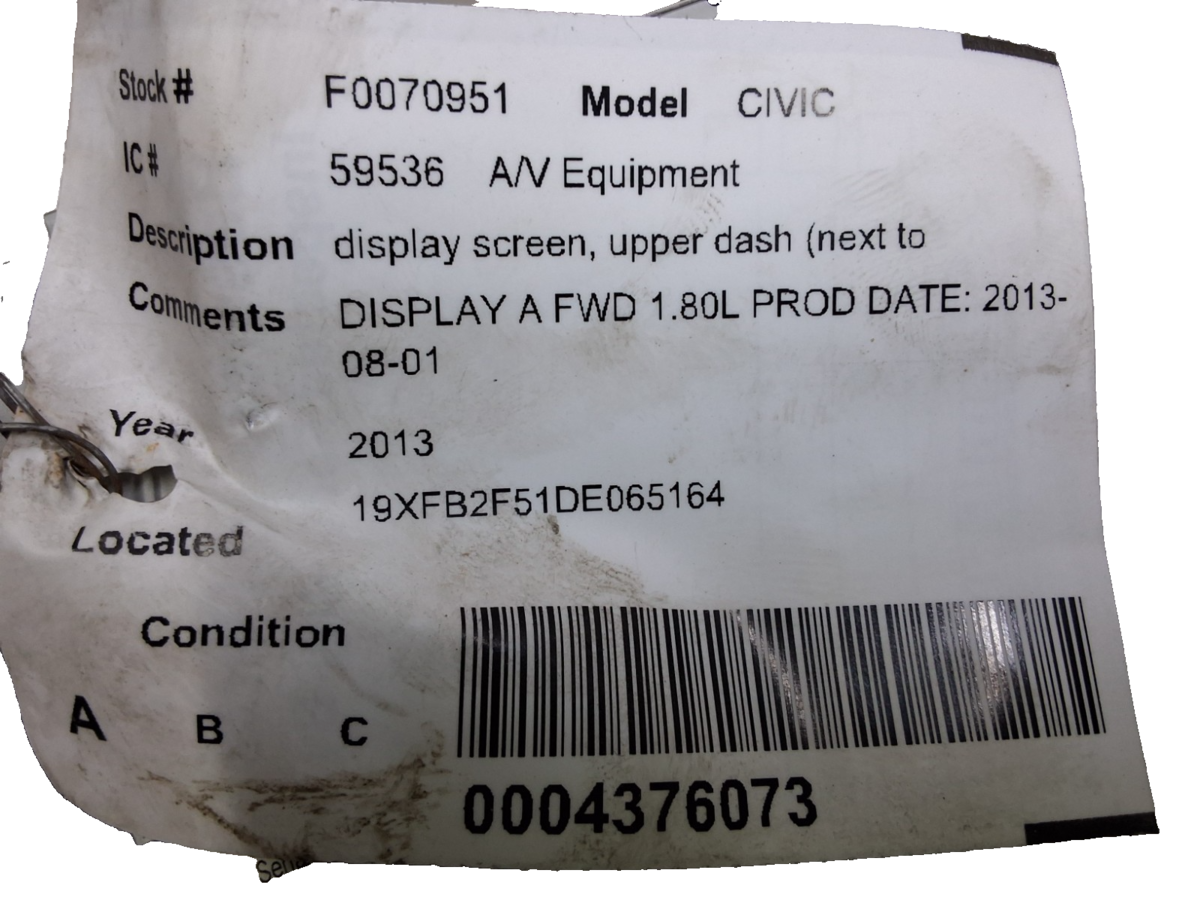 Stock # F0070951 Model CIVIC
IC # 59536 A/V Equipment
Description display screen, upper dash (next to
Comments DISPLAY A FWD 1.80L PROD DATE: 2013-
08-01
Year 2013
19XFB2F51DE065164
Located
Condition
A B C
0004376073